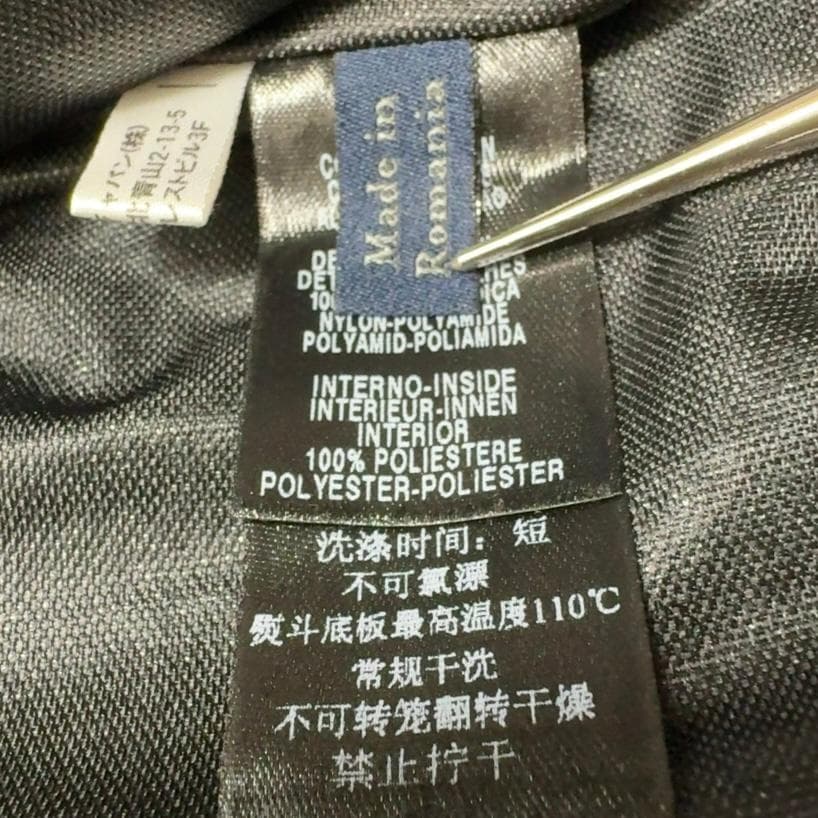 ャパン(株)
青山2-13-5
ストビル3F
Made in
Romania
NYLON-POLYAMIDE
POLYAMID-POLIAMIDA
INTERNO-INSIDE
INTERIEUR-INNEN
INTERIOR
100% POLIESTERE
POLYESTER-POLIESTER
洗涤时间：短
不可氯漂
熨斗底板最高温度110℃
常规干洗
不可转笼翻转干燥
禁止拧干